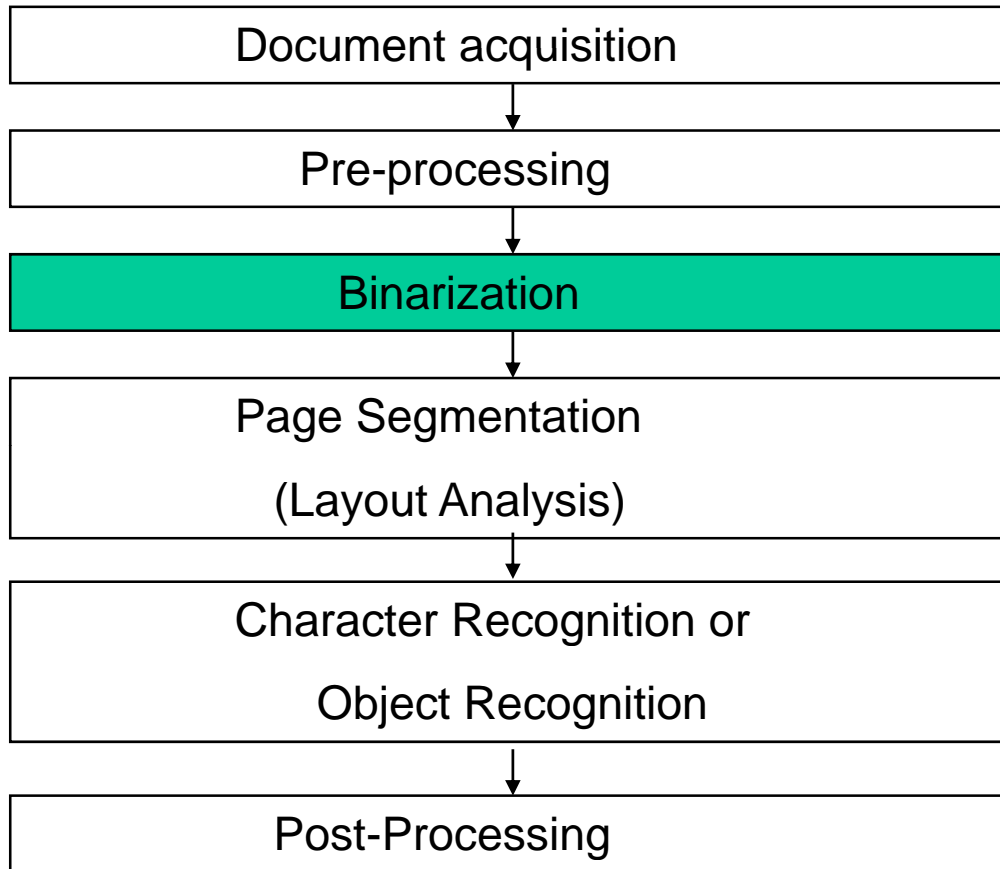 Document acquisition
Pre-processing
Binarization
Page Segmentation
(Layout Analysis)
Character Recognition or
Object Recognition
Post-Processing